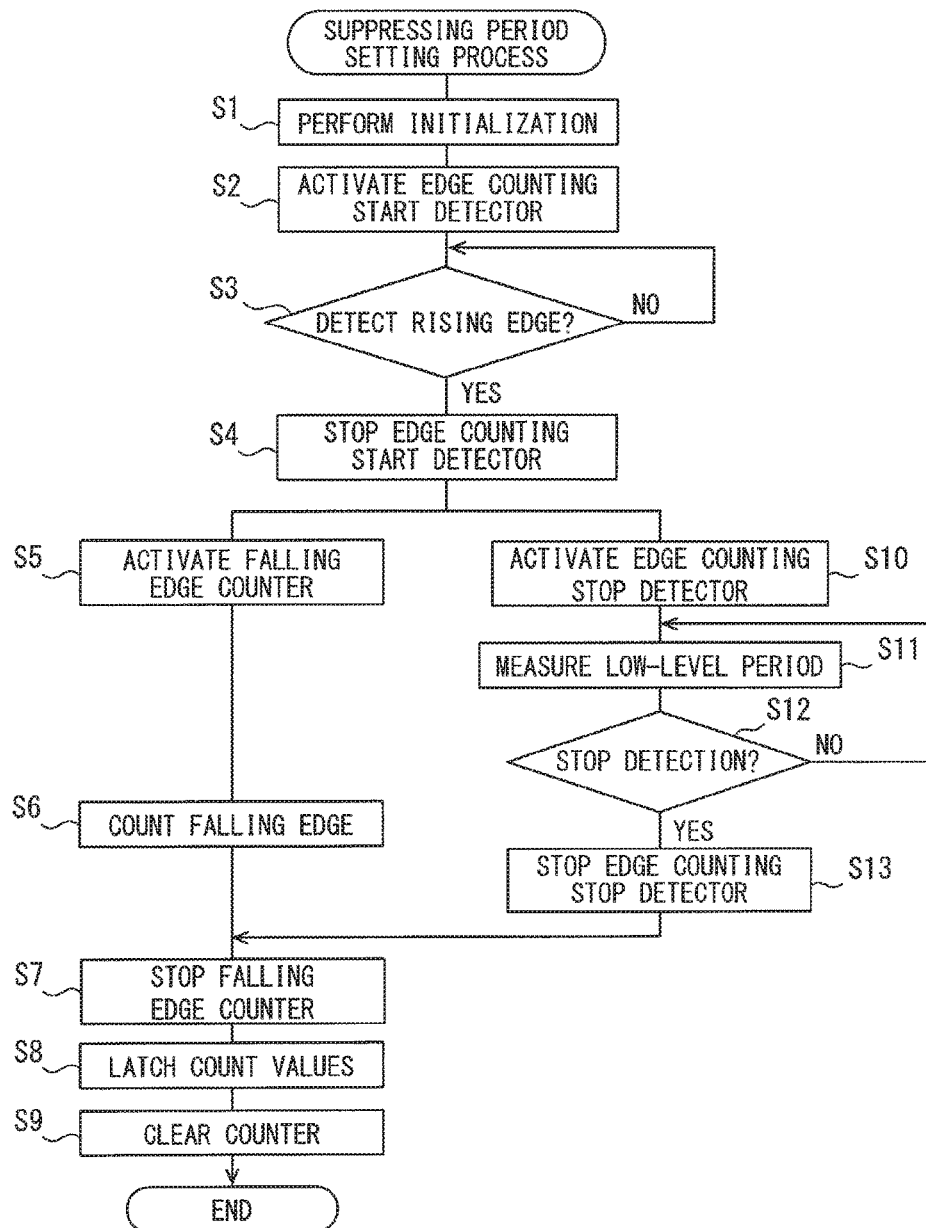 SUPPRESSING PERIOD
SETTING PROCESS
S1
PERFORM INITIALIZATION
S2
ACTIVATE EDGE COUNTING
START DETECTOR
S3
DETECT RISING EDGE?
NO
YES
S4
STOP EDGE COUNTING
START DETECTOR
S5
ACTIVATE FALLING
EDGE COUNTER
ACTIVATE EDGE COUNTING
STOP DETECTOR
S10
MEASURE LOW-LEVEL PERIOD
S11
S12
STOP DETECTION?
NO
YES
S6
COUNT FALLING EDGE
STOP EDGE COUNTING
STOP DETECTOR
S13
S7
STOP FALLING
EDGE COUNTER
S8
LATCH COUNT VALUES
S9
CLEAR COUNTER
END